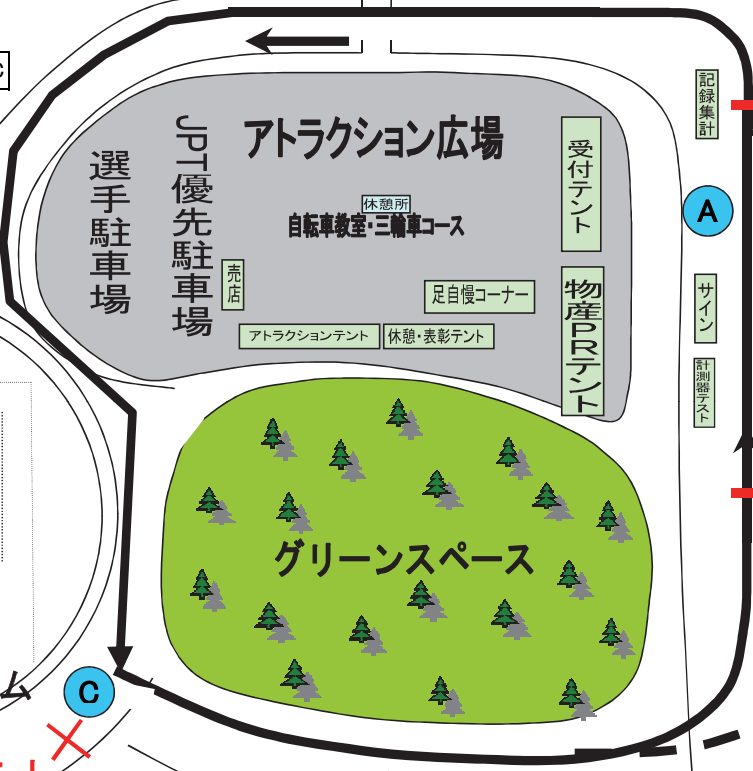 アトラクション広場
JPT優先駐車場
選手駐車場
休憩所
自転車教室・三輪車コース
受付テント
記録集計
A
売店
足自慢コーナー
物産PRテント
サイン
アトラクションテント
休憩・表彰テント
計測器テスト
グリーンスペース
C
ム